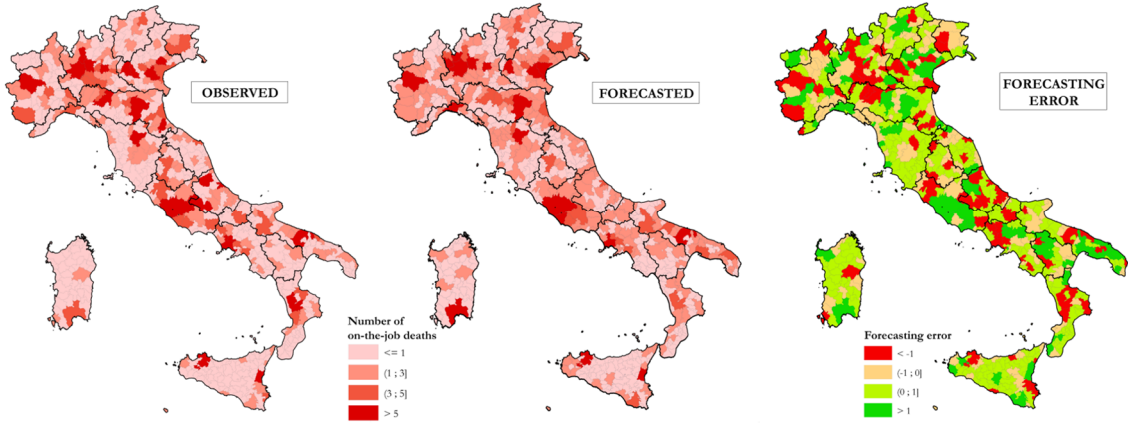 OBSERVED
FORECASTED
FORECASTING
ERROR
Number of
on-the-job deaths
<= 1
(1 ; 3]
(3 ; 5]
> 5
Forecasting error
< -1
(-1 ; 0]
(0 ; 1]
> 1